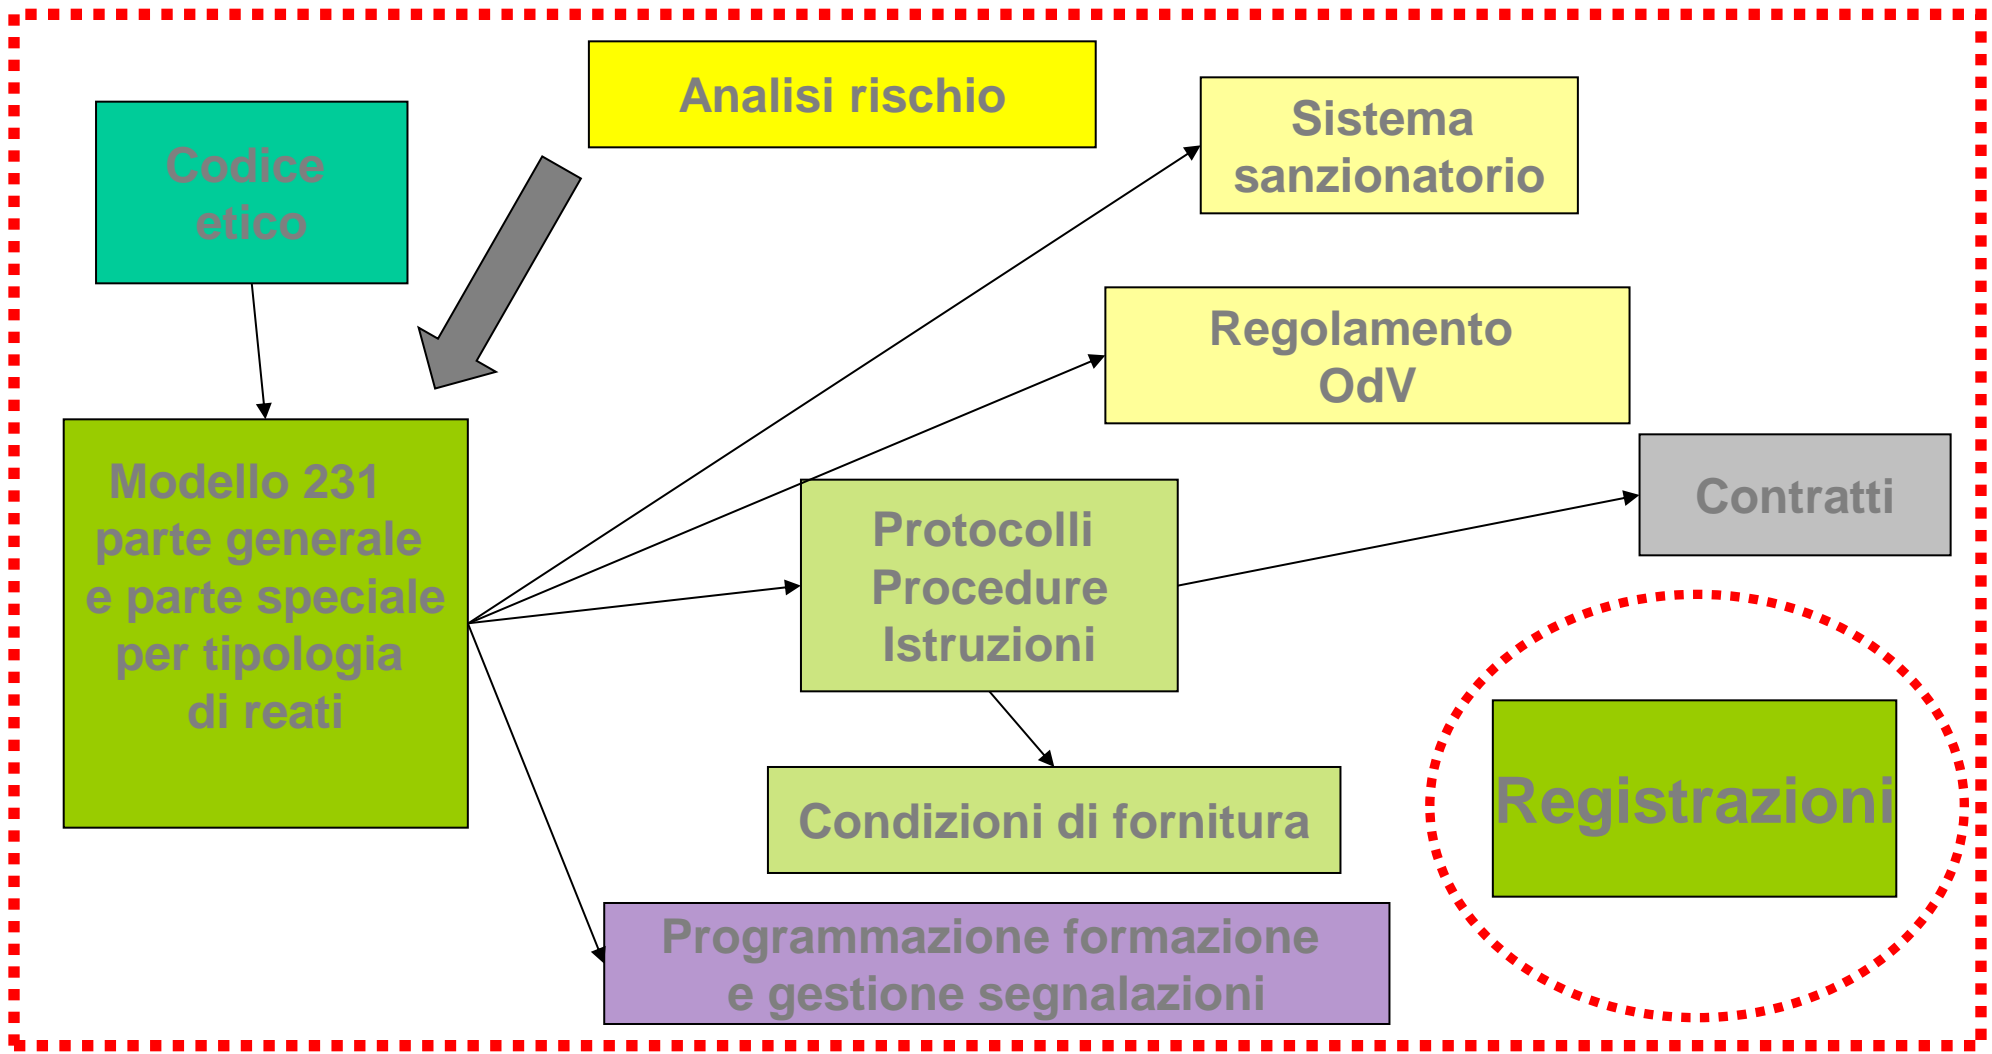 Analisi rischio
Codice
etico
Sistema
sanzionatorio
Regolamento
OdV
Modello 231
parte generale
e parte speciale
per tipologia
di reati
Contratti
Protocolli
Procedure
Istruzioni
Registrazioni
Condizioni di fornitura
Programmazione formazione
e gestione segnalazioni